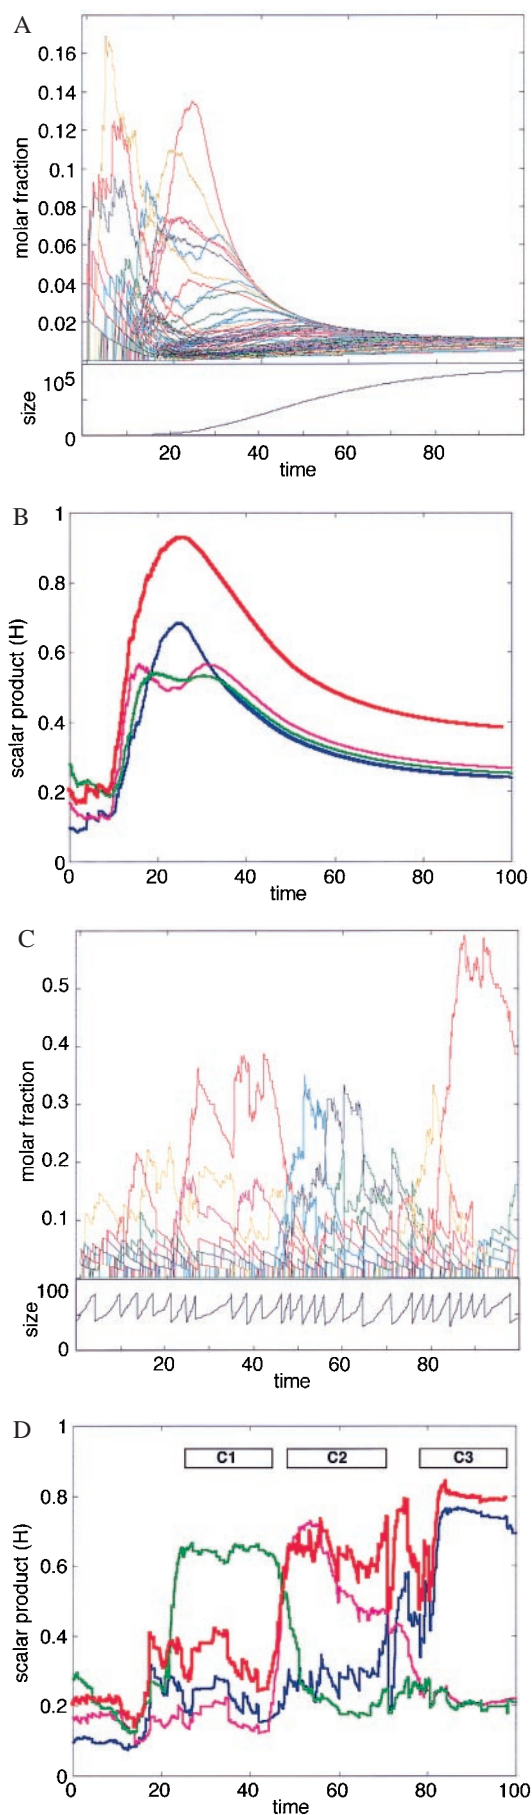 A
0.16
0.14
0.12
0.1
0.08
0.06
0.04
0.02
molar fraction
10⁵
0
size
20 40 60 80
time
B
1
0.8
0.6
0.4
0.2
0
scalar product (H)
0 20 40 60 80 100
time
C
0.5
0.4
0.3
0.2
0.1
molar fraction
100
0
size
20 40 60 80
time
D
C1 C2 C3
1
0.8
0.6
0.4
0.2
0
scalar product (H)
0 20 40 60 80 100
time